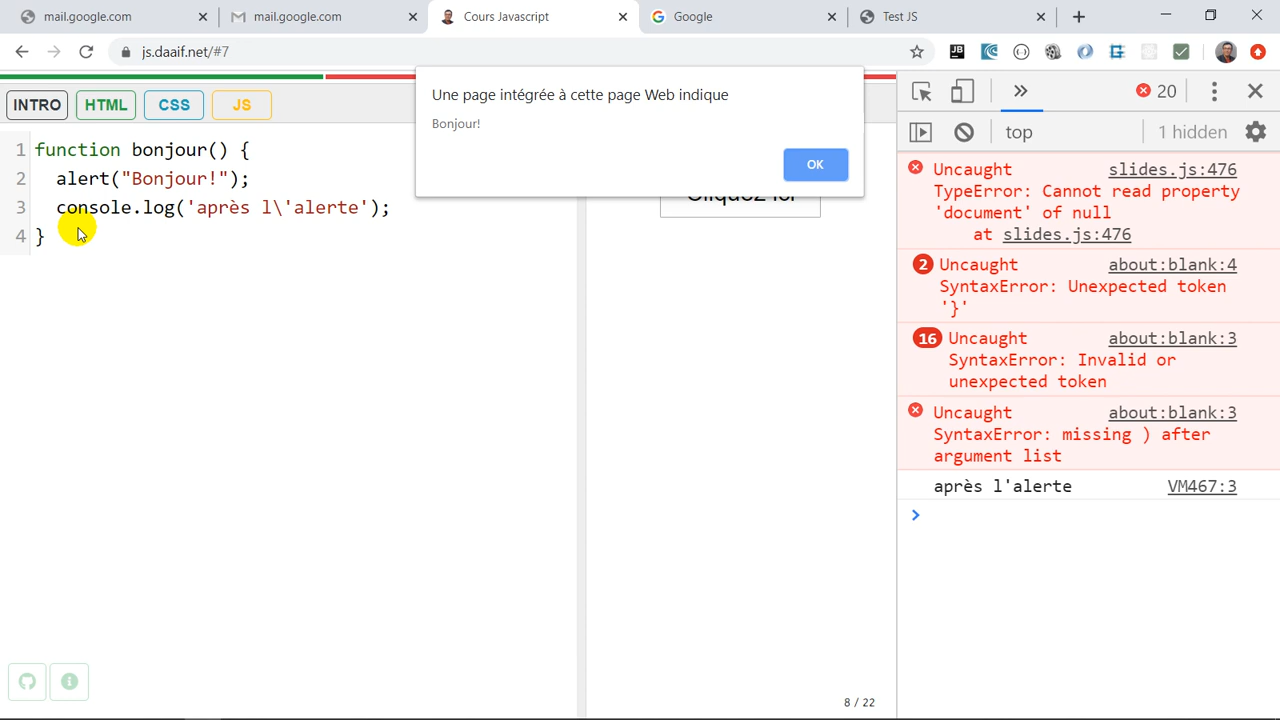 mail.google.com
mail.google.com
Cours Javascript
Google
Test JS
js.daaif.net/#7
JB
INTRO
HTML
CSS
JS
1 function bonjour() {
2 alert("Bonjour!");
3 console.log('après l\'alerte');
4 }
Une page intégrée à cette page Web indique
Bonjour!
OK
8 / 22
20
top
1 hidden
Uncaught slides.js:476
TypeError: Cannot read property
'document' of null
at slides.js:476
2 Uncaught about:blank:4
SyntaxError: Unexpected token
'}'
16 Uncaught about:blank:3
SyntaxError: Invalid or
unexpected token
Uncaught about:blank:3
SyntaxError: missing ) after
argument list
après l'alerte VM467:3